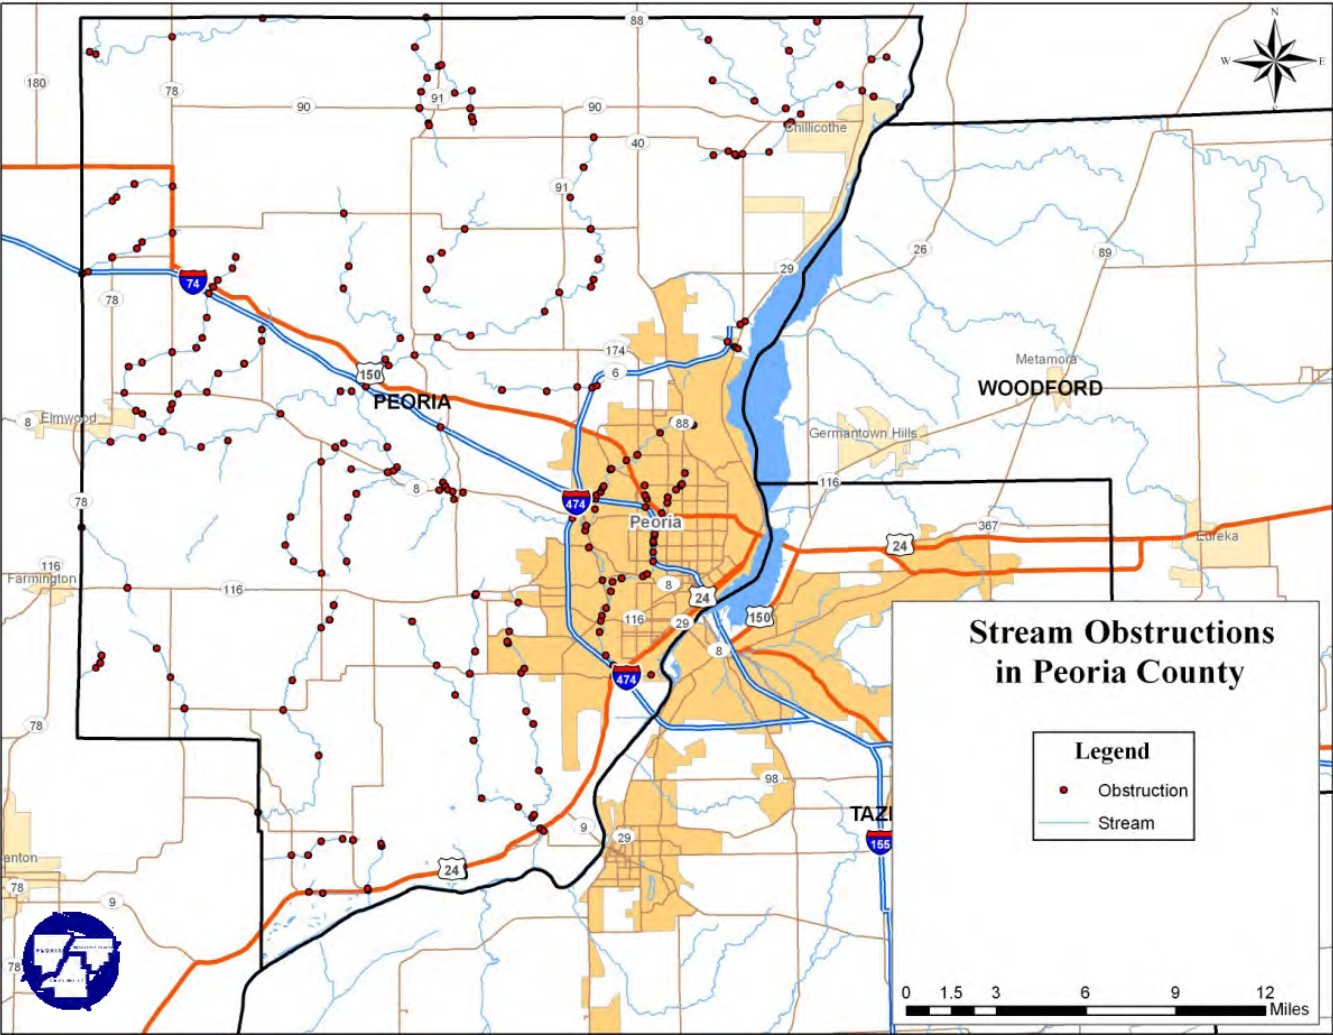 N
W E
S
88
180
78
90
91
90
Chillicothe
40
91
26
89
29
74
78
174
6
150
Metamora
WOODFORD
PEORIA
8
Elmwood
88
Germantown Hills
116
8
78
474
Peoria
367
24
Eureka
116
Farmington
116
8
24
116
29
150
8
474
Stream Obstructions
in Peoria County
78
Legend
Obstruction
Stream
98
TAZ
155
9
29
24
anton
78
9
78
PEORIA
0 1.5 3 6 9 12
Miles